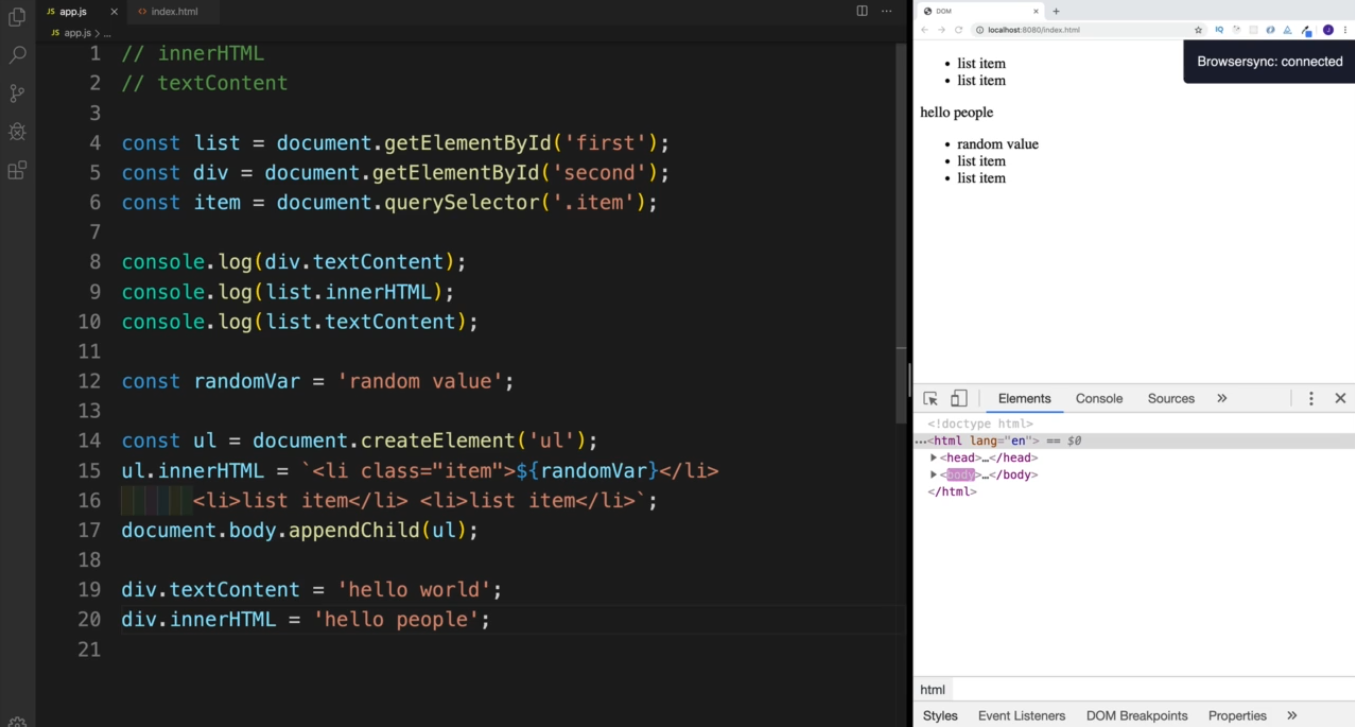 JS app.js × <> index.html
JS app.js > ...
1 // innerHTML
2 // textContent
3
4 const list = document.getElementById('first');
5 const div = document.getElementById('second');
6 const item = document.querySelector('.item');
7
8 console.log(div.textContent);
9 console.log(list.innerHTML);
10 console.log(list.textContent);
11
12 const randomVar = 'random value';
13
14 const ul = document.createElement('ul');
15 ul.innerHTML = `<li class="item">${randomVar}</li>
16 <li>list item</li> <li>list item</li>`;
17 document.body.appendChild(ul);
18
19 div.textContent = 'hello world';
20 div.innerHTML = 'hello people';
21
DOM
localhost:8080/index.html
IQ
J
Browsersync: connected
• list item
• list item
hello people
• random value
• list item
• list item
Elements Console Sources »
<!doctype html>
…<html lang="en"> == $0
<head>…</head>
<body>…</body>
</html>
html
Styles Event Listeners DOM Breakpoints Properties »